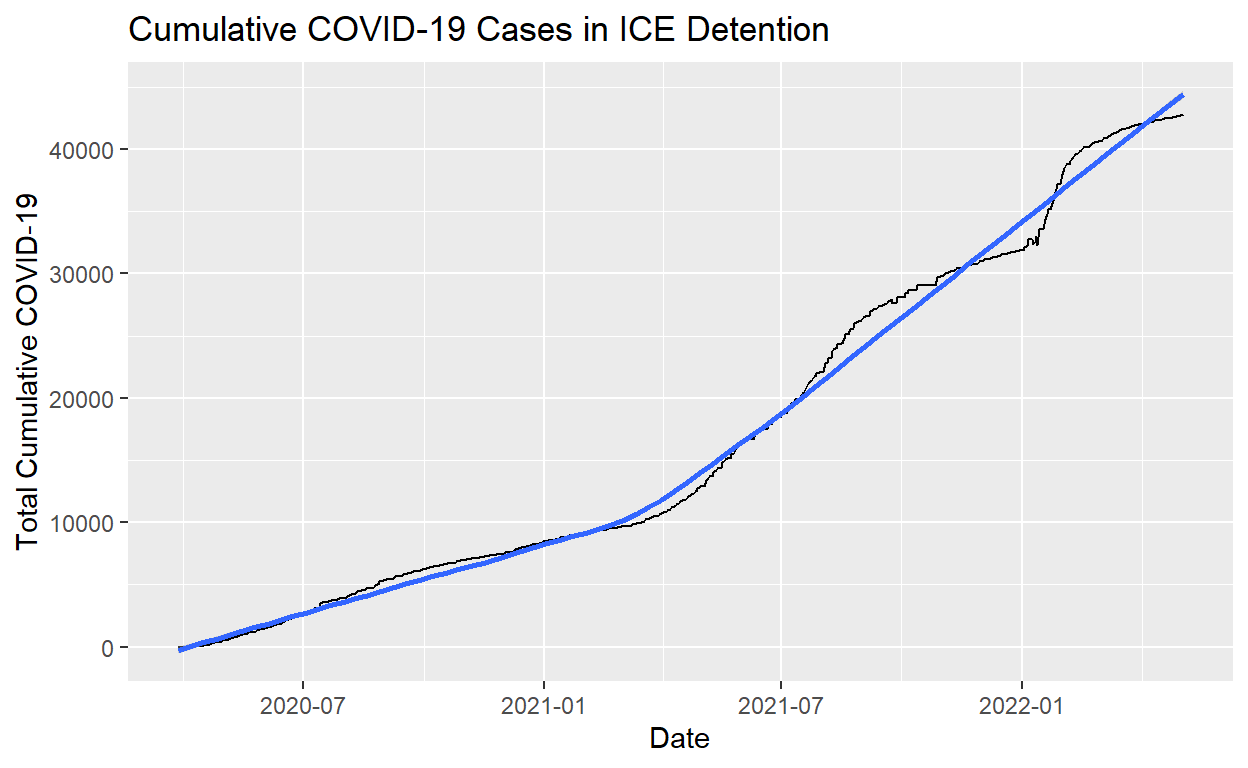 Cumulative COVID-19 Cases in ICE Detention
Total Cumulative COVID-19
40000
30000
20000
10000
0
2020-07 2021-01 2021-07 2022-01
Date